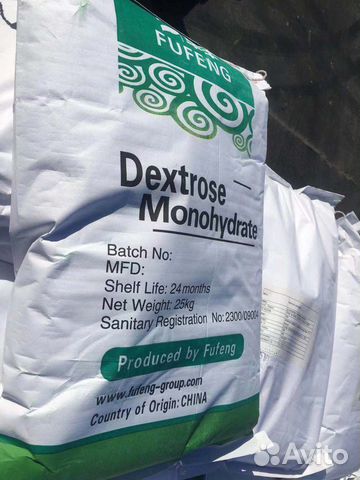 FUFENG
Dextrose
Monohydrate
Batch No:
MFD:
Shelf Life: 24 months
Net Weight: 25kg
Sanitary Registration No: 2300/09004
Produced by Fufeng
www.fufeng-group.com
Country of Origin: CHINA
Avito